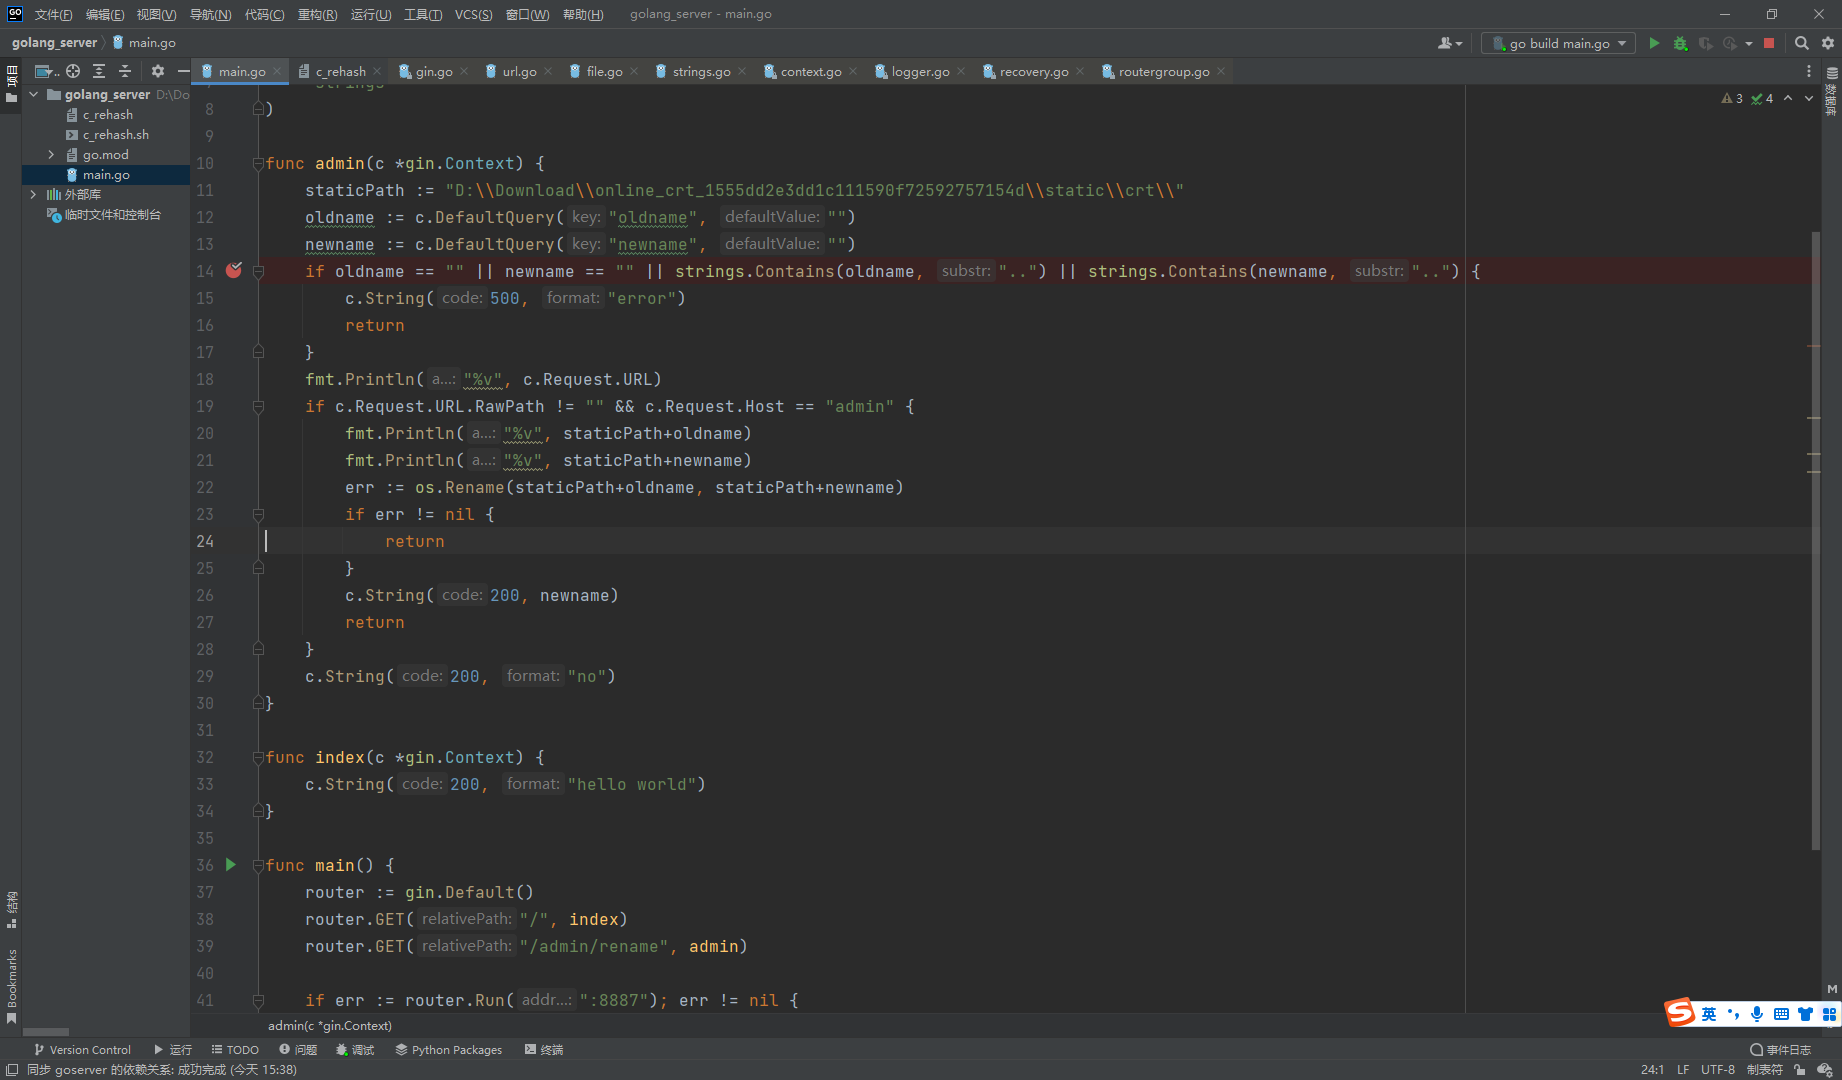 GO 文件(F) 编辑(E) 视图(V) 导航(N) 代码(C) 重构(R) 运行(U) 工具(T) VCS(S) 窗口(W) 帮助(H) golang_server - main.go
golang_server main.go go build main.go
项目
main.go c_rehash gin.go url.go file.go strings.go context.go logger.go recovery.go routergroup.go
golang_server D:\Do
c_rehash
c_rehash.sh
go.mod
main.go
外部库
临时文件和控制台
3 4
数据库
8 )
9
10 func admin(c *gin.Context) {
11 staticPath := "D:\\Download\\online_crt_1555dd2e3dd1c111590f72592757154d\\static\\crt\\"
12 oldname := c.DefaultQuery( key: "oldname", defaultValue: "")
13 newname := c.DefaultQuery( key: "newname", defaultValue: "")
14 if oldname == "" || newname == "" || strings.Contains(oldname, substr: "..") || strings.Contains(newname, substr: "..") {
15 c.String( code: 500, format: "error")
16 return
17 }
18 fmt.Println( a...: "%v", c.Request.URL)
19 if c.Request.URL.RawPath != "" && c.Request.Host == "admin" {
20 fmt.Println( a...: "%v", staticPath+oldname)
21 fmt.Println( a...: "%v", staticPath+newname)
22 err := os.Rename(staticPath+oldname, staticPath+newname)
23 if err != nil {
24 return
25 }
26 c.String( code: 200, newname)
27 return
28 }
29 c.String( code: 200, format: "no")
30 }
31
32 func index(c *gin.Context) {
33 c.String( code: 200, format: "hello world")
34 }
35
36 func main() {
37 router := gin.Default()
38 router.GET( relativePath: "/", index)
39 router.GET( relativePath: "/admin/rename", admin)
40
41 if err := router.Run( addr...: ":8887"); err != nil {
结构
Bookmarks
M
S 英
admin(c *gin.Context)
Version Control 运行 TODO 问题 调试 Python Packages 终端 事件日志
同步 goserver 的依赖关系: 成功完成 (今天 15:38) 24:1 LF UTF-8 制表符